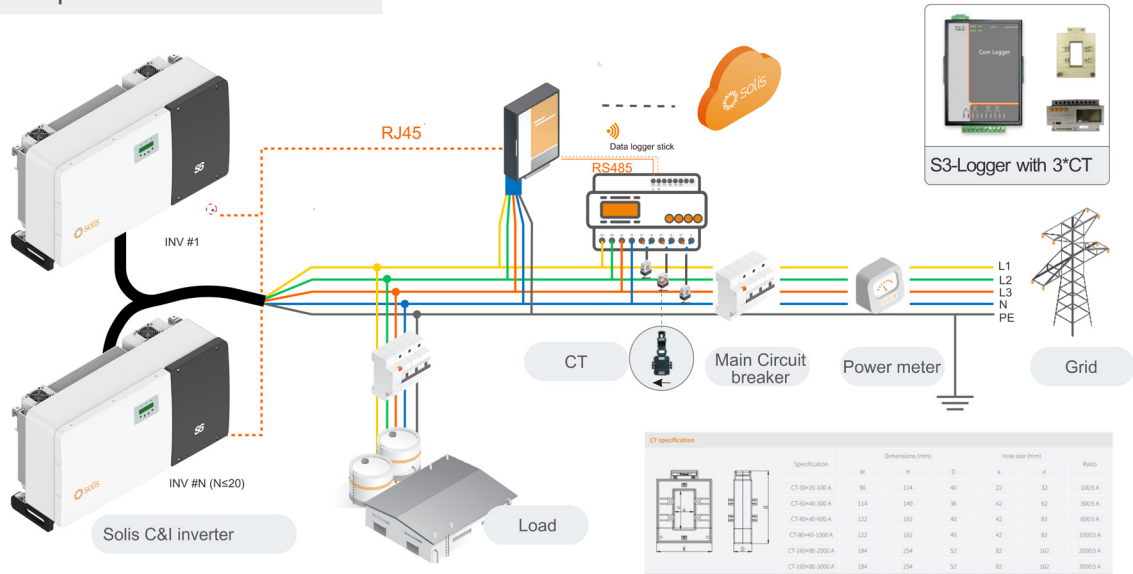 Com Logger
S3-Logger with 3*CT
solis
RJ45
Data logger stick
RS485
S6
solis
INV #1
L1
L2
L3
N
PE
CT
Main Circuit
breaker
Power meter
Grid
S6
solis
INV #N (N≤20)
Solis C&I inverter
Load
CT specification
Specification Dimensions (mm) Hole size (mm) Ratio
W H D a e
CT-30×20-100 A 90 114 40 22 32 100:5 A
CT-60×40-300 A 114 140 36 42 62 300:5 A
CT-80×40-600 A 122 162 40 42 82 600:5 A
CT-80×40-1000 A 122 162 40 42 82 1000:5 A
CT-160×80-2000 A 184 254 52 82 162 2000:5 A
CT-160×80-3000 A 184 254 52 82 162 3000:5 A